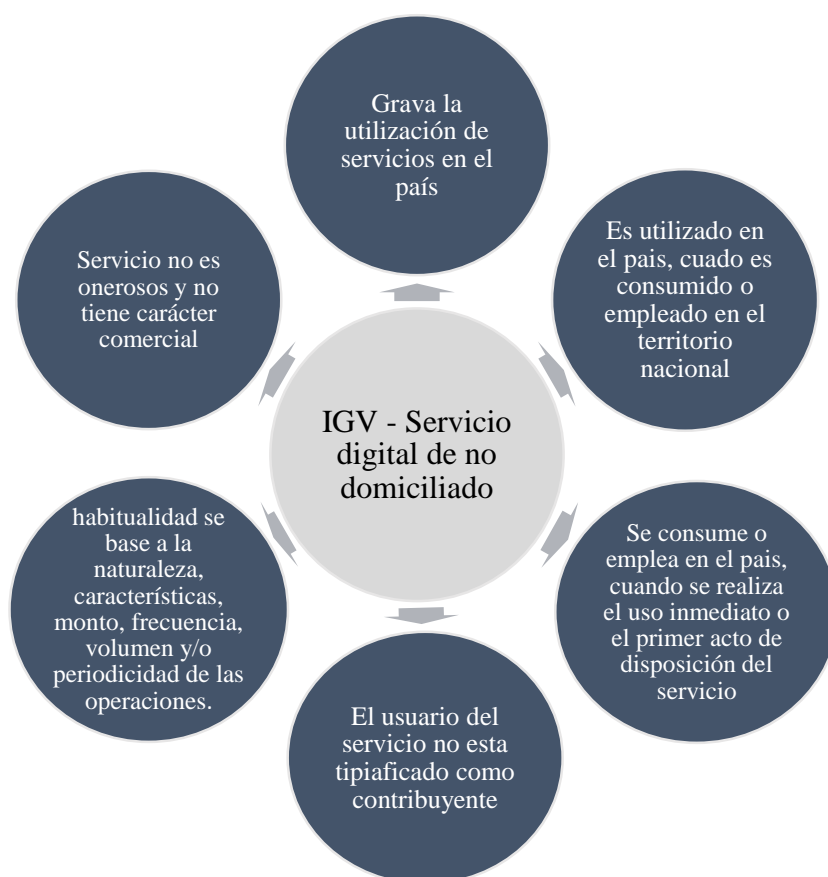 Grava la
utilización de
servicios en el
país
Es utilizado en
el pais, cuado es
consumido o
empleado en el
territorio
nacional
Se consume o
emplea en el pais,
cuando se realiza
el uso inmediato o
el primer acto de
disposición del
servicio
El usuario del
servicio no esta
tipiaficado como
contribuyente
habitualidad se
base a la
naturaleza,
características,
monto, frecuencia,
volumen y/o
periodicidad de las
operaciones.
Servicio no es
onerosos y no
tiene carácter
comercial
IGV - Servicio
digital de no
domiciliado